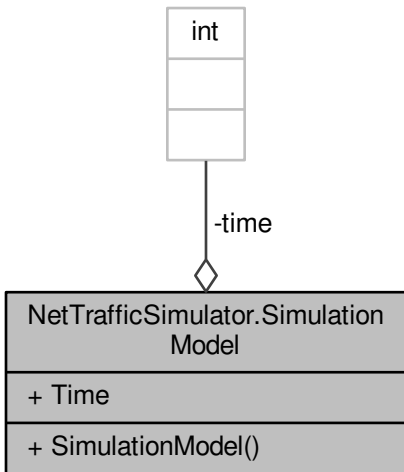 int
-time
NetTrafficSimulator.Simulation
Model
+ Time
+ SimulationModel()